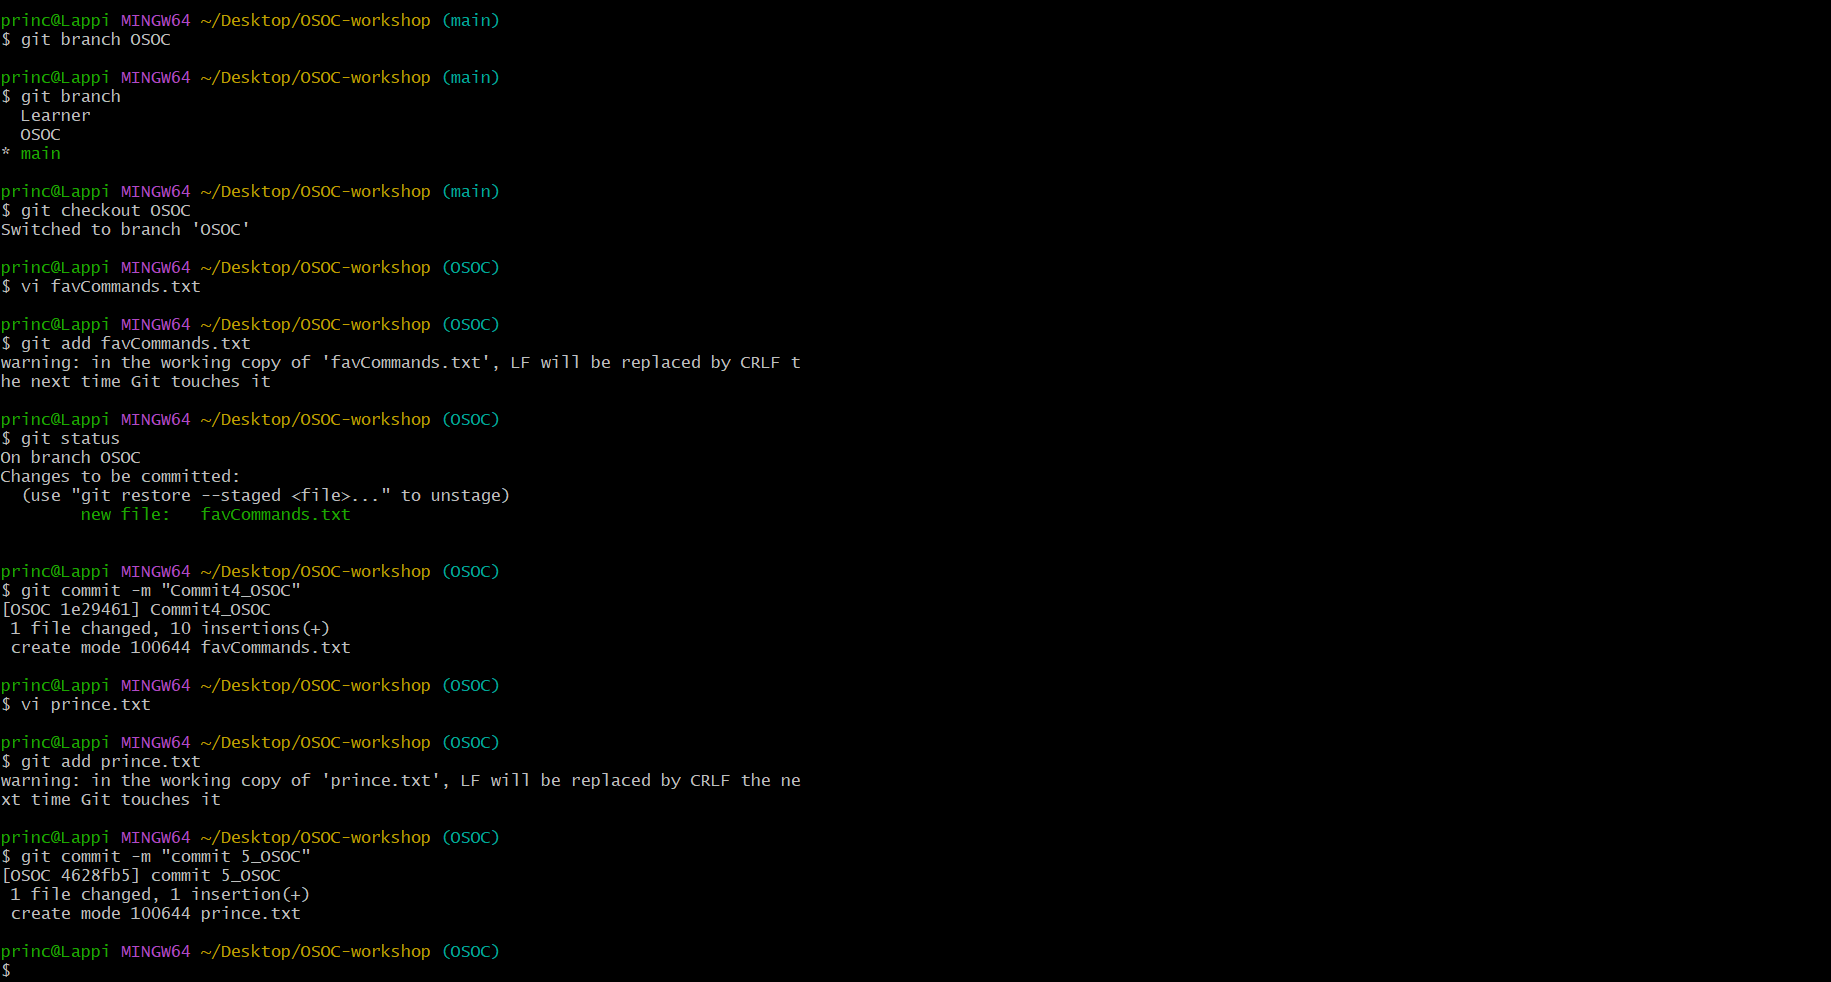 princ@Lappi MINGW64 ~/Desktop/OSOC-workshop (main)
$ git branch OSOC

princ@Lappi MINGW64 ~/Desktop/OSOC-workshop (main)
$ git branch
  Learner
  OSOC
* main

princ@Lappi MINGW64 ~/Desktop/OSOC-workshop (main)
$ git checkout OSOC
Switched to branch 'OSOC'

princ@Lappi MINGW64 ~/Desktop/OSOC-workshop (OSOC)
$ vi favCommands.txt

princ@Lappi MINGW64 ~/Desktop/OSOC-workshop (OSOC)
$ git add favCommands.txt
warning: in the working copy of 'favCommands.txt', LF will be replaced by CRLF t
he next time Git touches it

princ@Lappi MINGW64 ~/Desktop/OSOC-workshop (OSOC)
$ git status
On branch OSOC
Changes to be committed:
  (use "git restore --staged <file>..." to unstage)
        new file:   favCommands.txt


princ@Lappi MINGW64 ~/Desktop/OSOC-workshop (OSOC)
$ git commit -m "Commit4_OSOC"
[OSOC 1e29461] Commit4_OSOC
 1 file changed, 10 insertions(+)
 create mode 100644 favCommands.txt

princ@Lappi MINGW64 ~/Desktop/OSOC-workshop (OSOC)
$ vi prince.txt

princ@Lappi MINGW64 ~/Desktop/OSOC-workshop (OSOC)
$ git add prince.txt
warning: in the working copy of 'prince.txt', LF will be replaced by CRLF the ne
xt time Git touches it

princ@Lappi MINGW64 ~/Desktop/OSOC-workshop (OSOC)
$ git commit -m "commit 5_OSOC"
[OSOC 4628fb5] commit 5_OSOC
 1 file changed, 1 insertion(+)
 create mode 100644 prince.txt

princ@Lappi MINGW64 ~/Desktop/OSOC-workshop (OSOC)
$